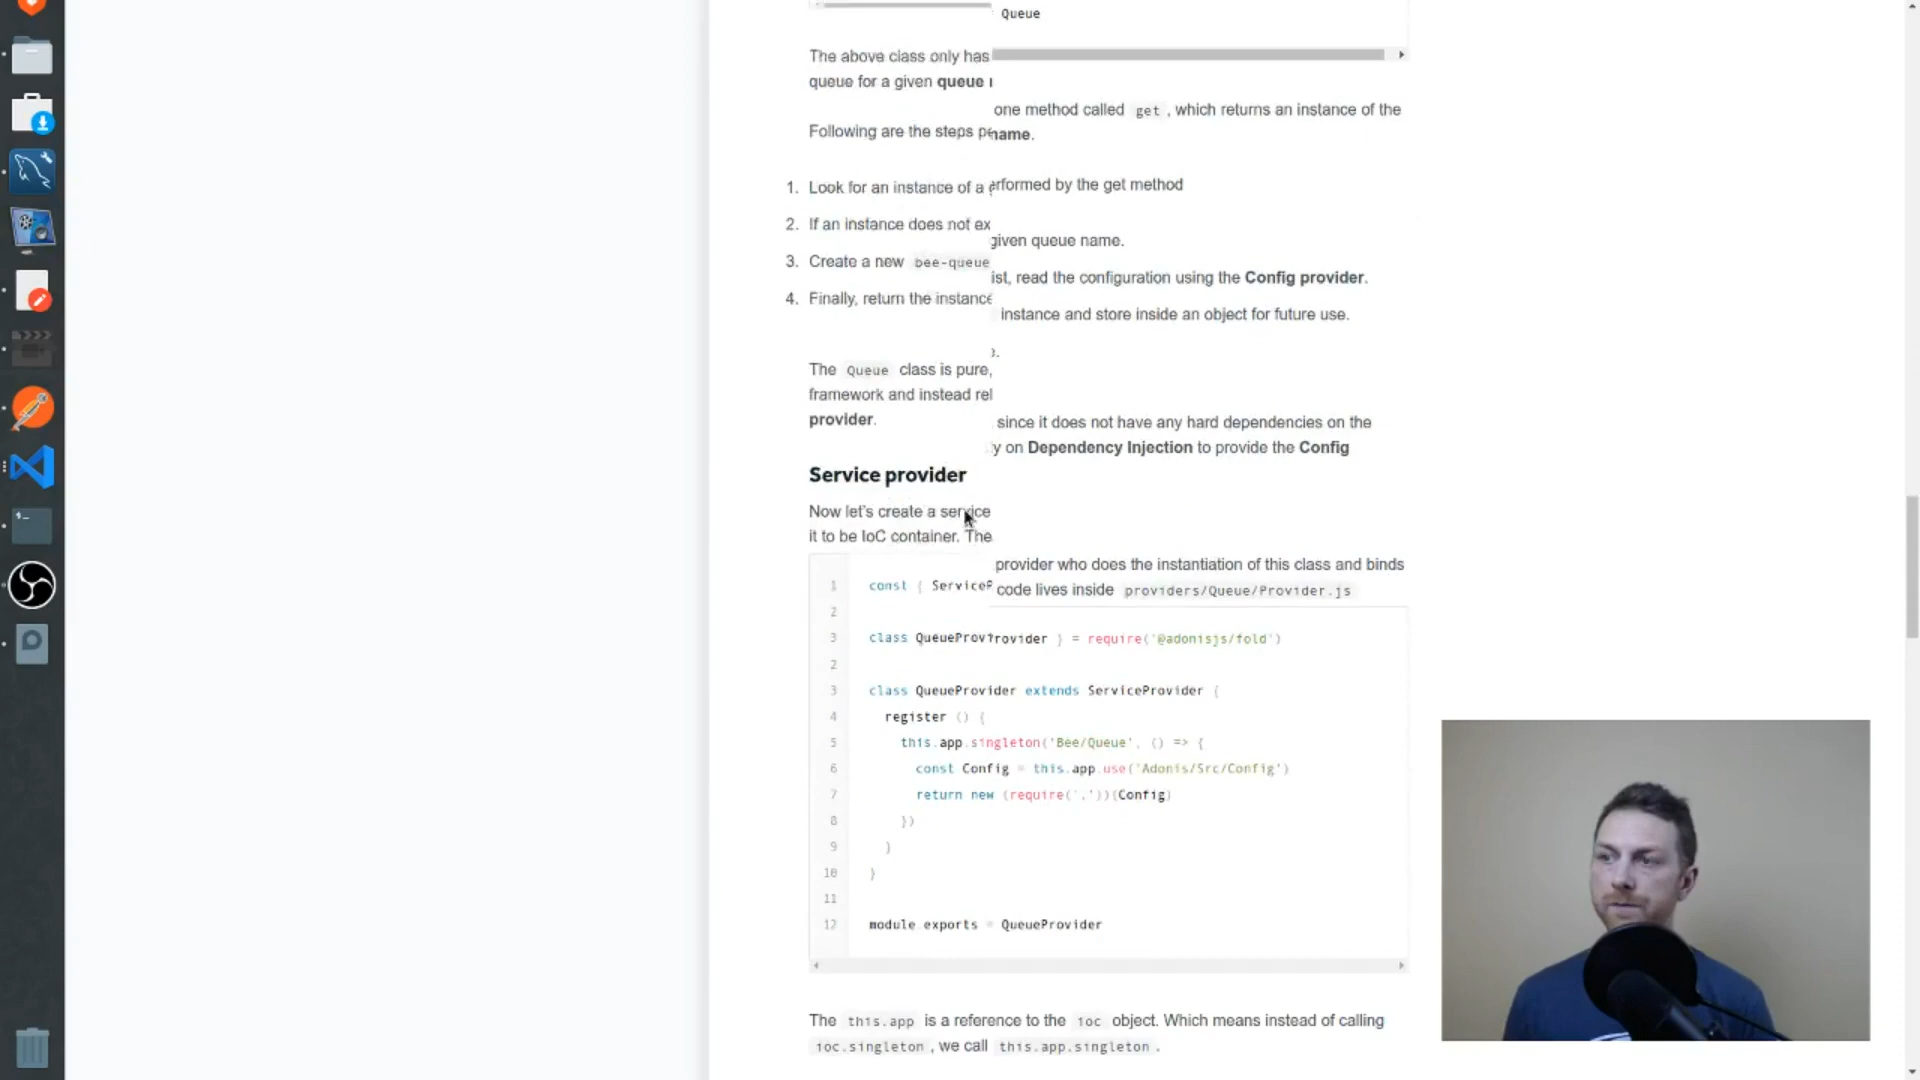 Queue
The above class only has
queue for a given queue
one method called get, which returns an instance of the
name.
Following are the steps pe
rformed by the get method
1. Look for an instance of a g
given queue name.
2. If an instance does not ex
ist, read the configuration using the Config provider.
3. Create a new bee-queue
instance and store inside an object for future use.
4. Finally, return the instance
The Queue class is pure,
framework and instead rel
provider.
since it does not have any hard dependencies on the
y on Dependency Injection to provide the Config
Service provider
Now let's create a service
it to be IoC container. The
provider who does the instantiation of this class and binds
code lives inside providers/Queue/Provider.js
1 const { ServiceP
2
3 class QueueProvi
rovider } = require('@adonisjs/fold')
2
3 class QueueProvider extends ServiceProvider {
4 register () {
5 this.app.singleton('Bee/Queue', () => {
6 const Config = this.app.use('Adonis/Src/Config')
7 return new (require('.'))(Config)
8 })
9 }
10 }
11
12 module.exports = QueueProvider
The this.app is a reference to the ioc object. Which means instead of calling
ioc.singleton, we call this.app.singleton.